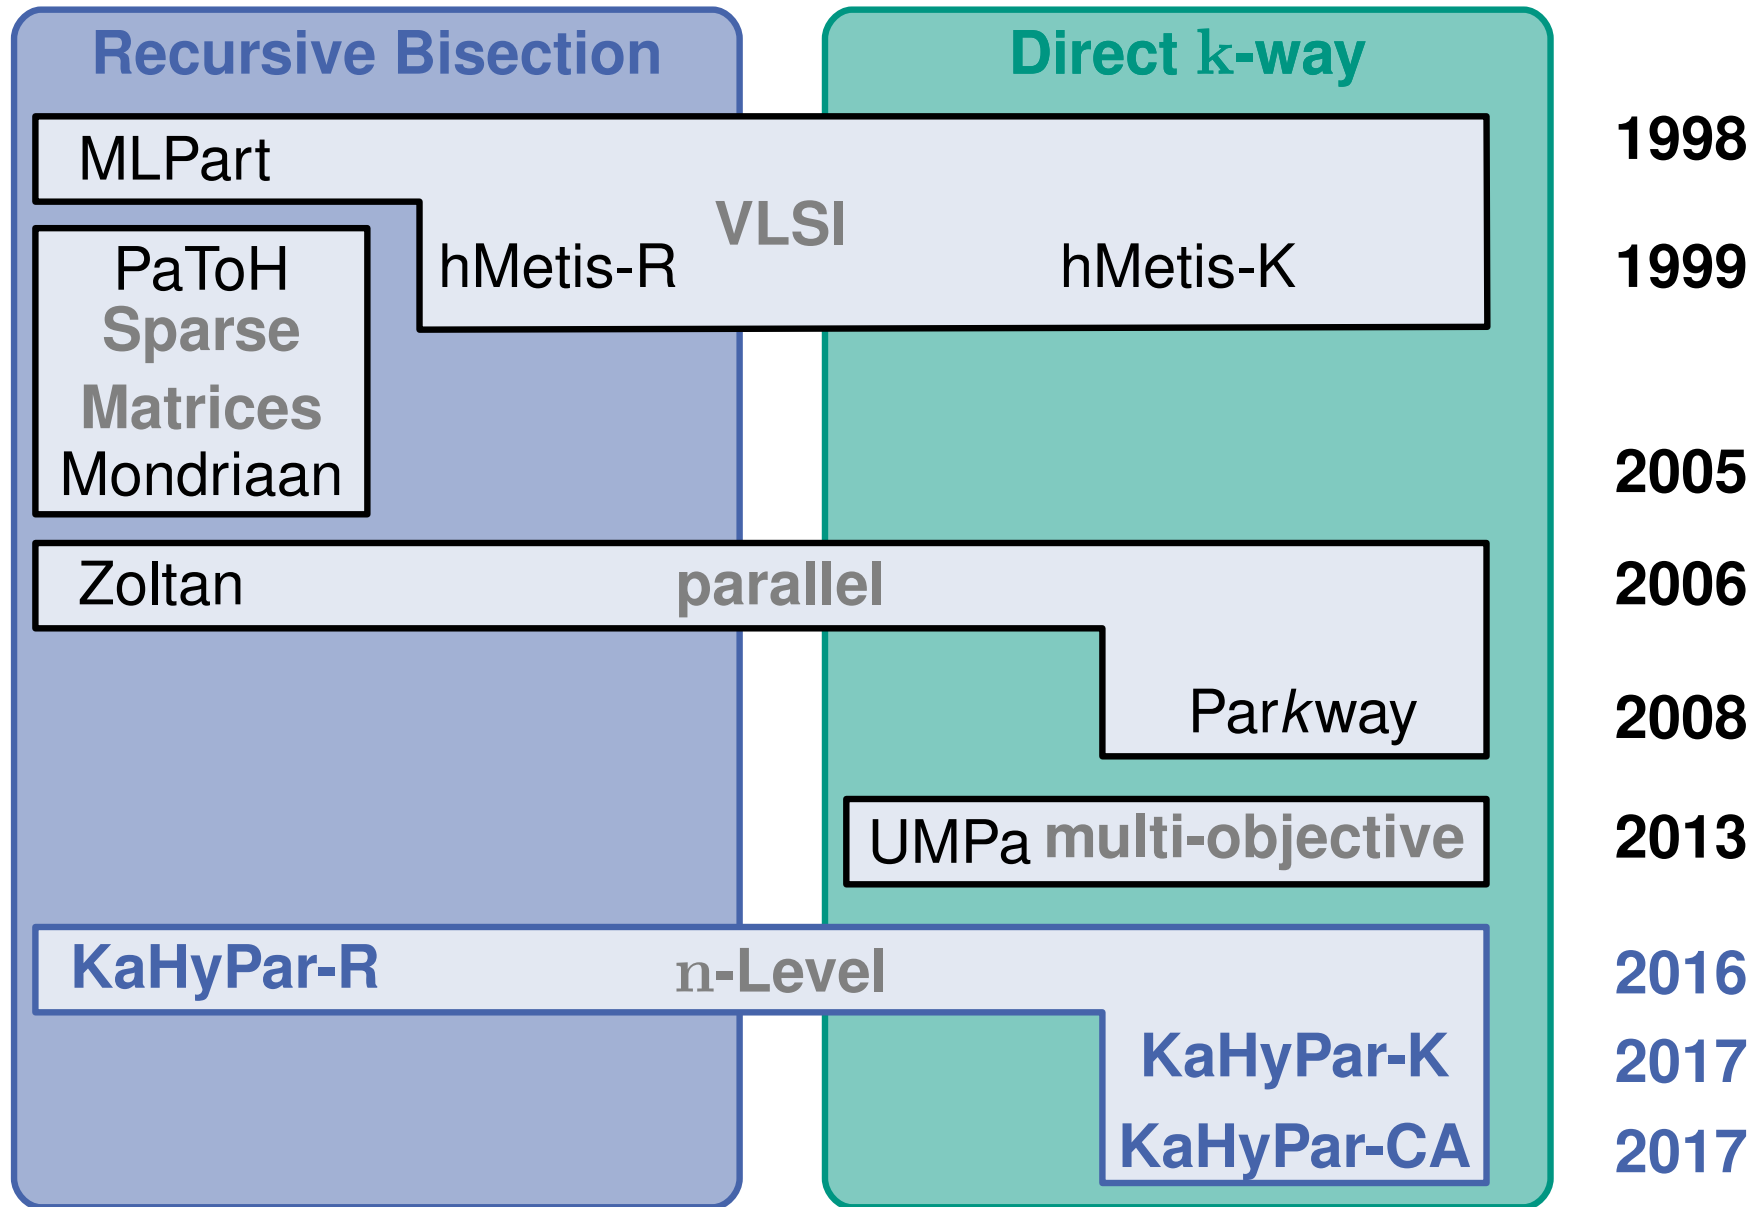 Recursive Bisection
Direct k-way
MLPart
1998
VLSI
PaToH
hMetis-R
hMetis-K
1999
Sparse
Matrices
Mondriaan
2005
Zoltan
parallel
2006
Parkway
2008
UMPa
multi-objective
2013
KaHyPar-R
n-Level
2016
KaHyPar-K
2017
KaHyPar-CA
2017